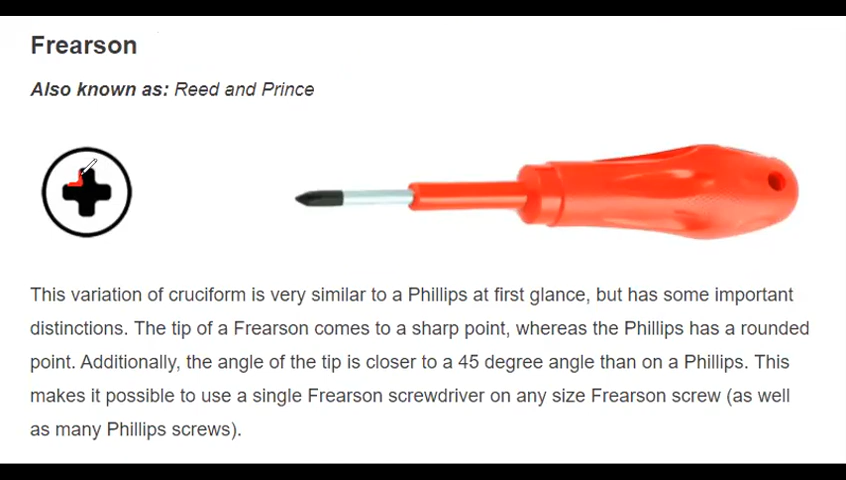 Frearson
Also known as: Reed and Prince
This variation of cruciform is very similar to a Phillips at first glance, but has some important
distinctions. The tip of a Frearson comes to a sharp point, whereas the Phillips has a rounded
point. Additionally, the angle of the tip is closer to a 45 degree angle than on a Phillips. This
makes it possible to use a single Frearson screwdriver on any size Frearson screw (as well
as many Phillips screws).